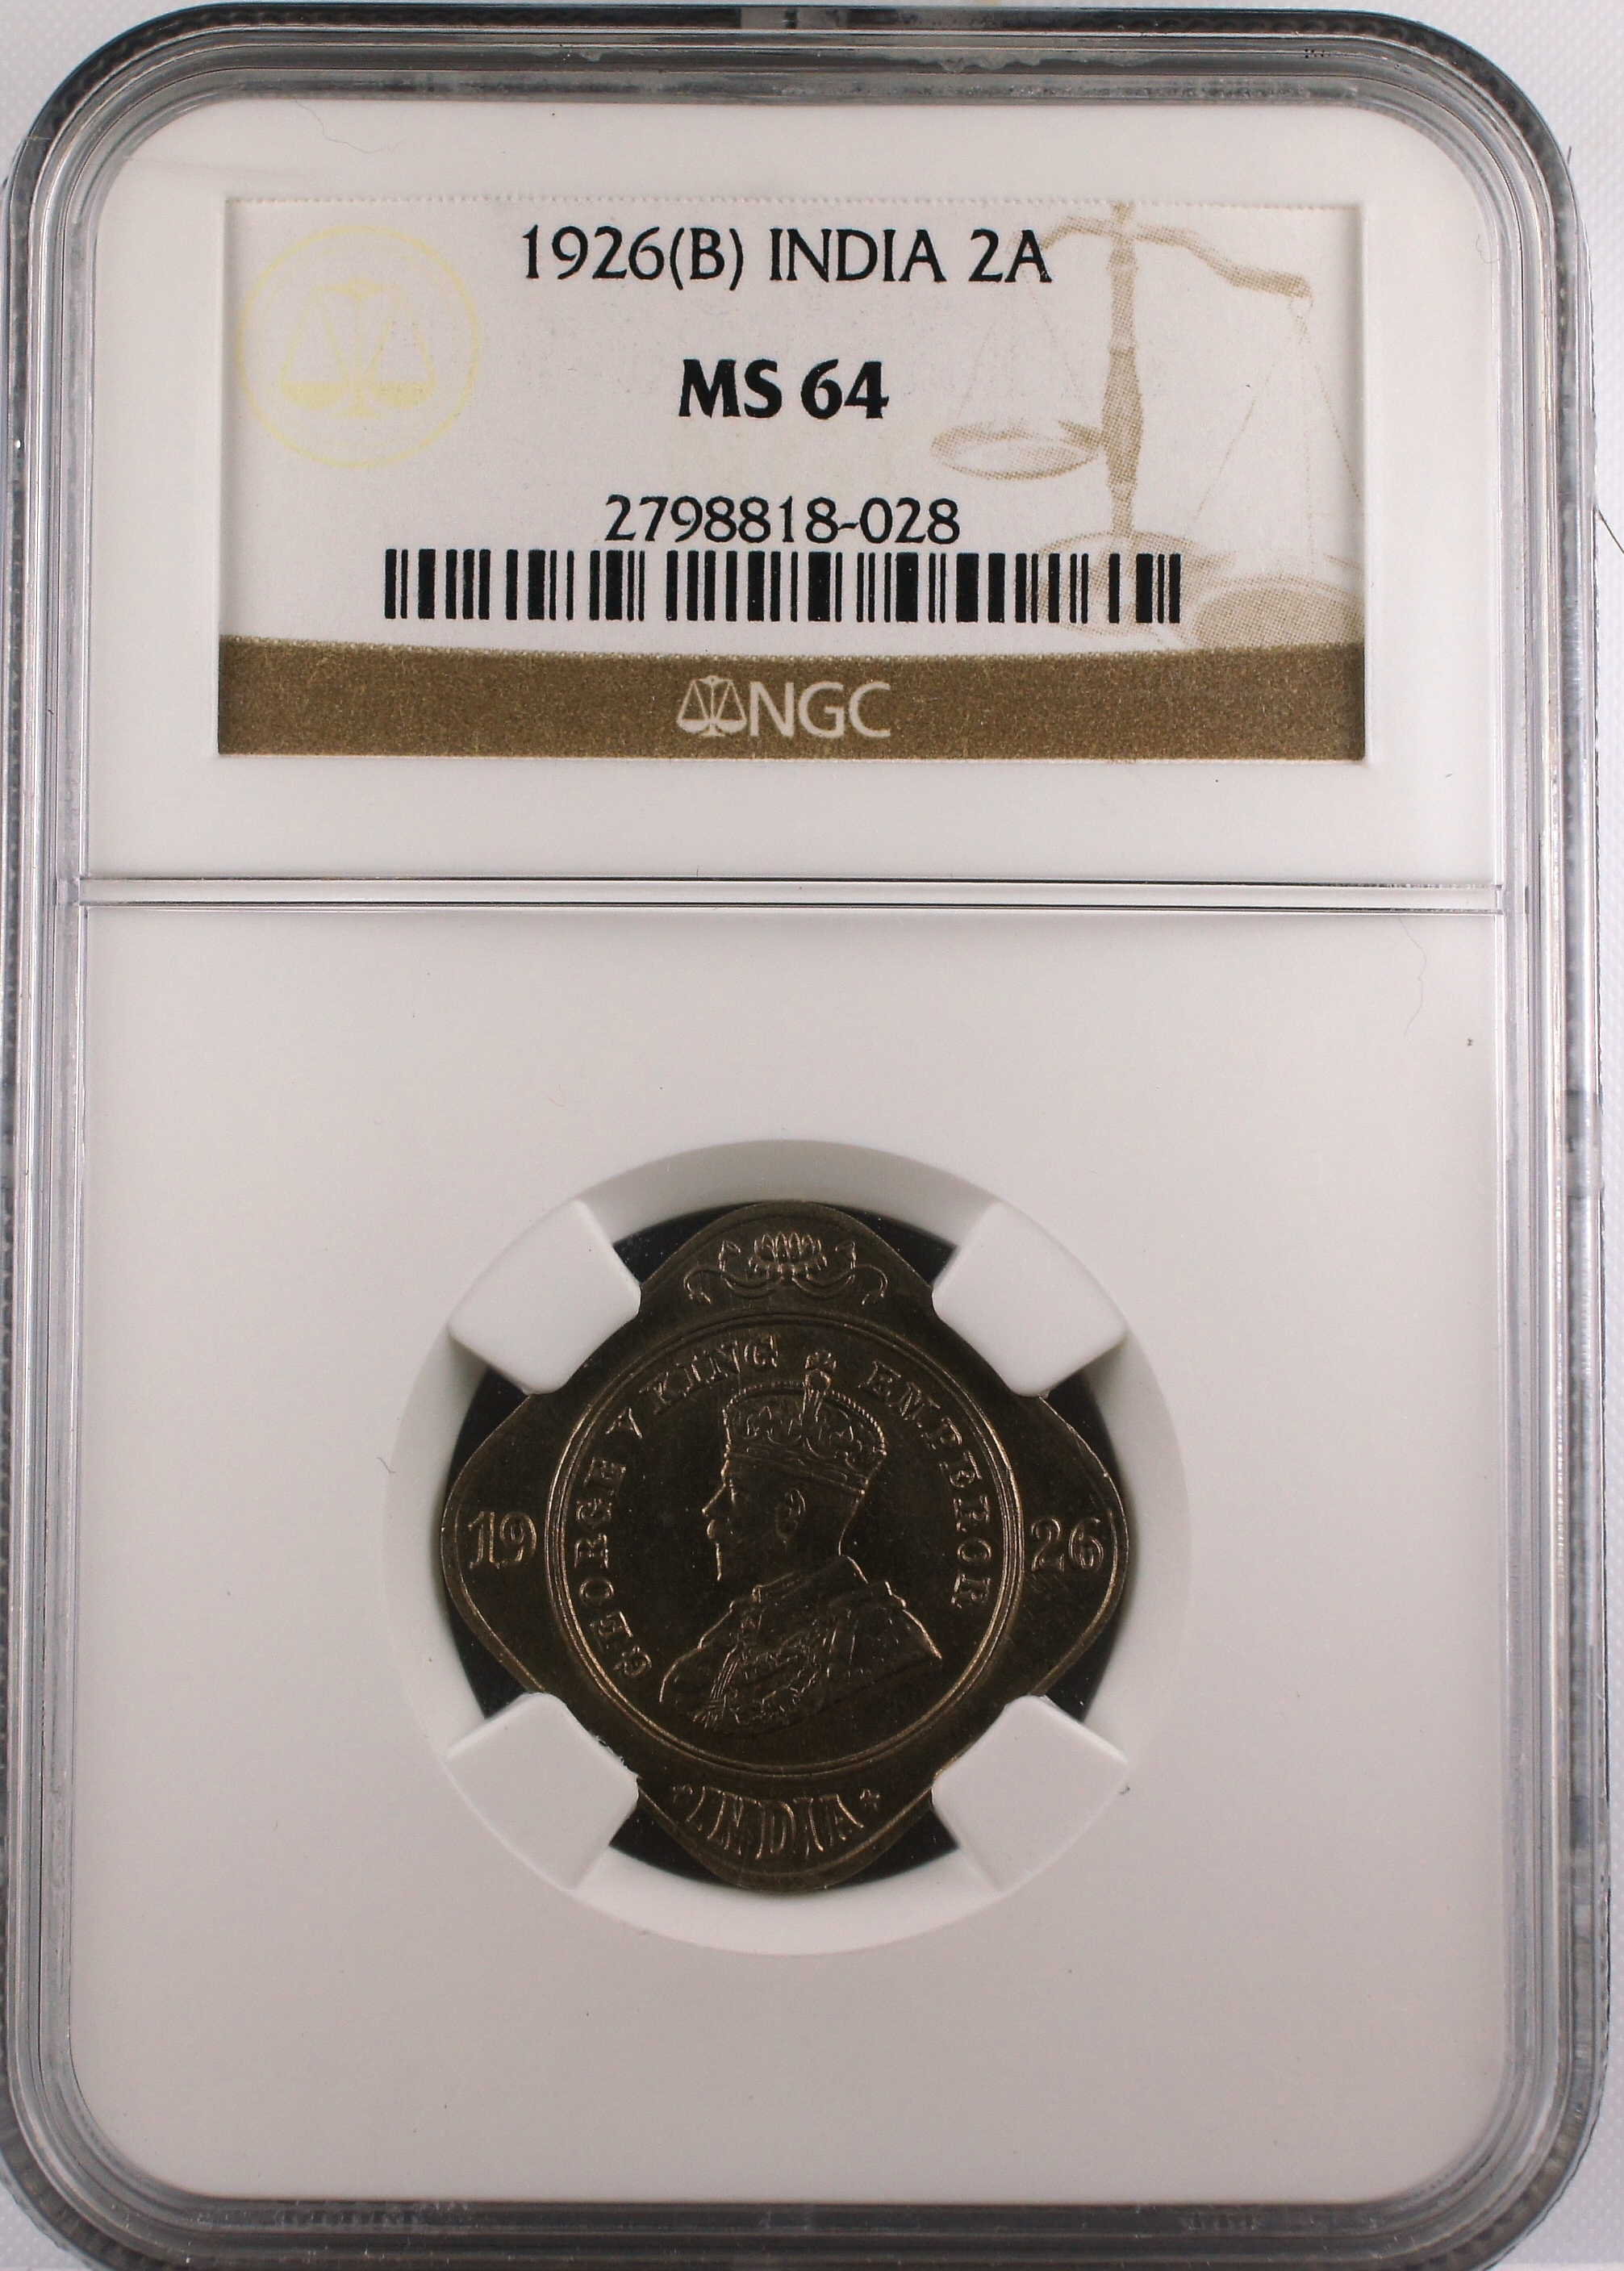 1926(B) INDIA 2A
MS 64
2798818-028
NGC
GEORGE V KING EMPEROR
19 26
INDIA